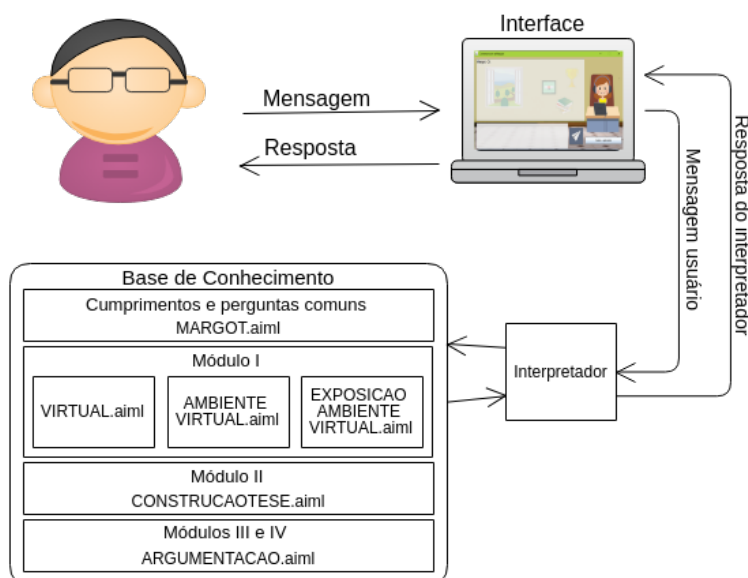 Interface
Mensagem
Resposta
Mensagem usuário
Resposta do interpretador
Base de Conhecimento
Cumprimentos e perguntas comuns
MARGOT.aiml
Módulo I
VIRTUAL.aiml
AMBIENTE
VIRTUAL.aiml
EXPOSICAO
AMBIENTE
VIRTUAL.aiml
Módulo II
CONSTRUCAOTESE.aiml
Módulos III e IV
ARGUMENTACAO.aiml
Interpretador